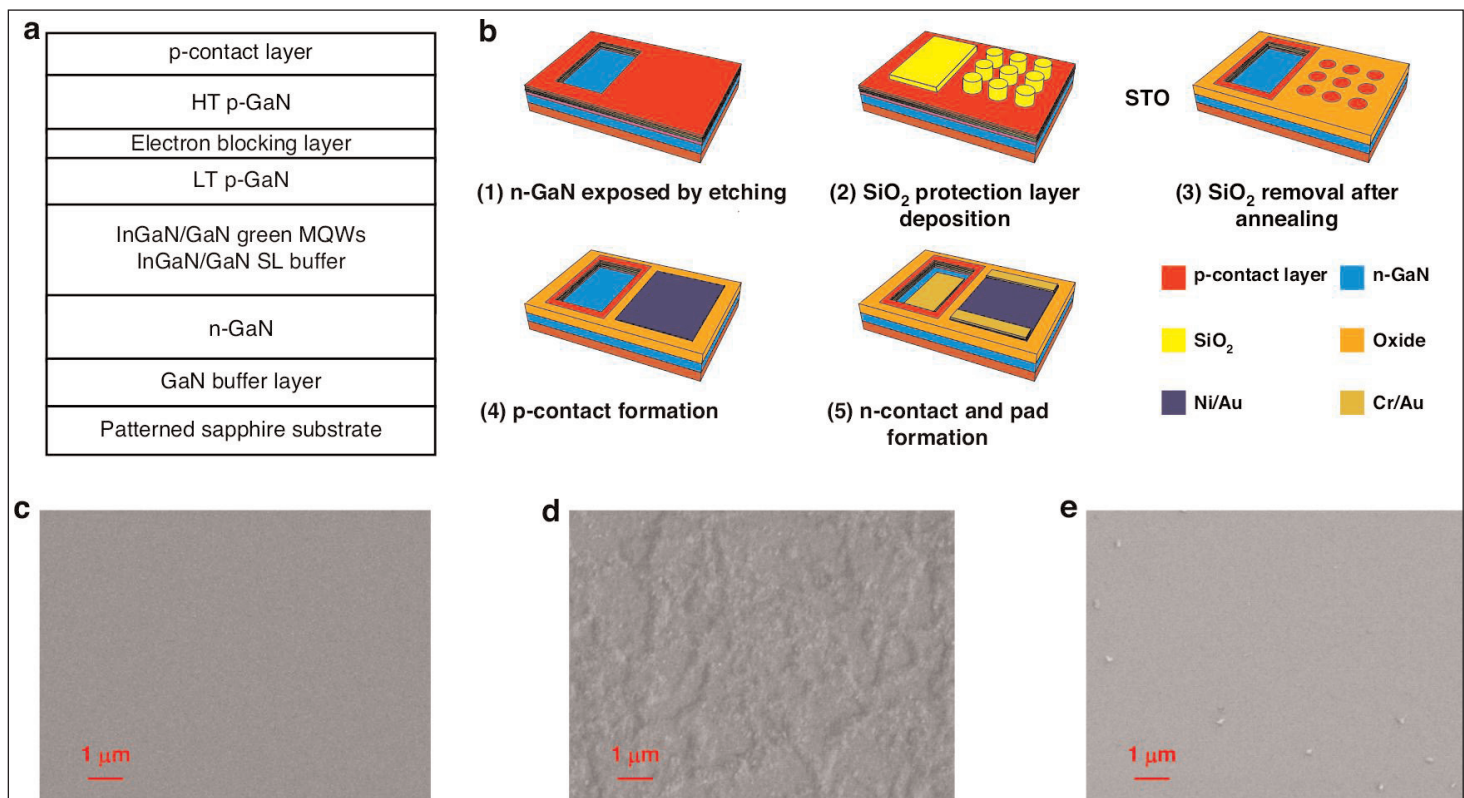 a
p-contact layer
HT p-GaN
Electron blocking layer
LT p-GaN
InGaN/GaN green MQWs
InGaN/GaN SL buffer
n-GaN
GaN buffer layer
Patterned sapphire substrate
b
(1) n-GaN exposed by etching
(2) SiO₂ protection layer
deposition
STO
(3) SiO₂ removal after
annealing
(4) p-contact formation
(5) n-contact and pad
formation
p-contact layer
n-GaN
SiO₂
Oxide
Ni/Au
Cr/Au
c
1 μm
d
1 μm
e
1 μm